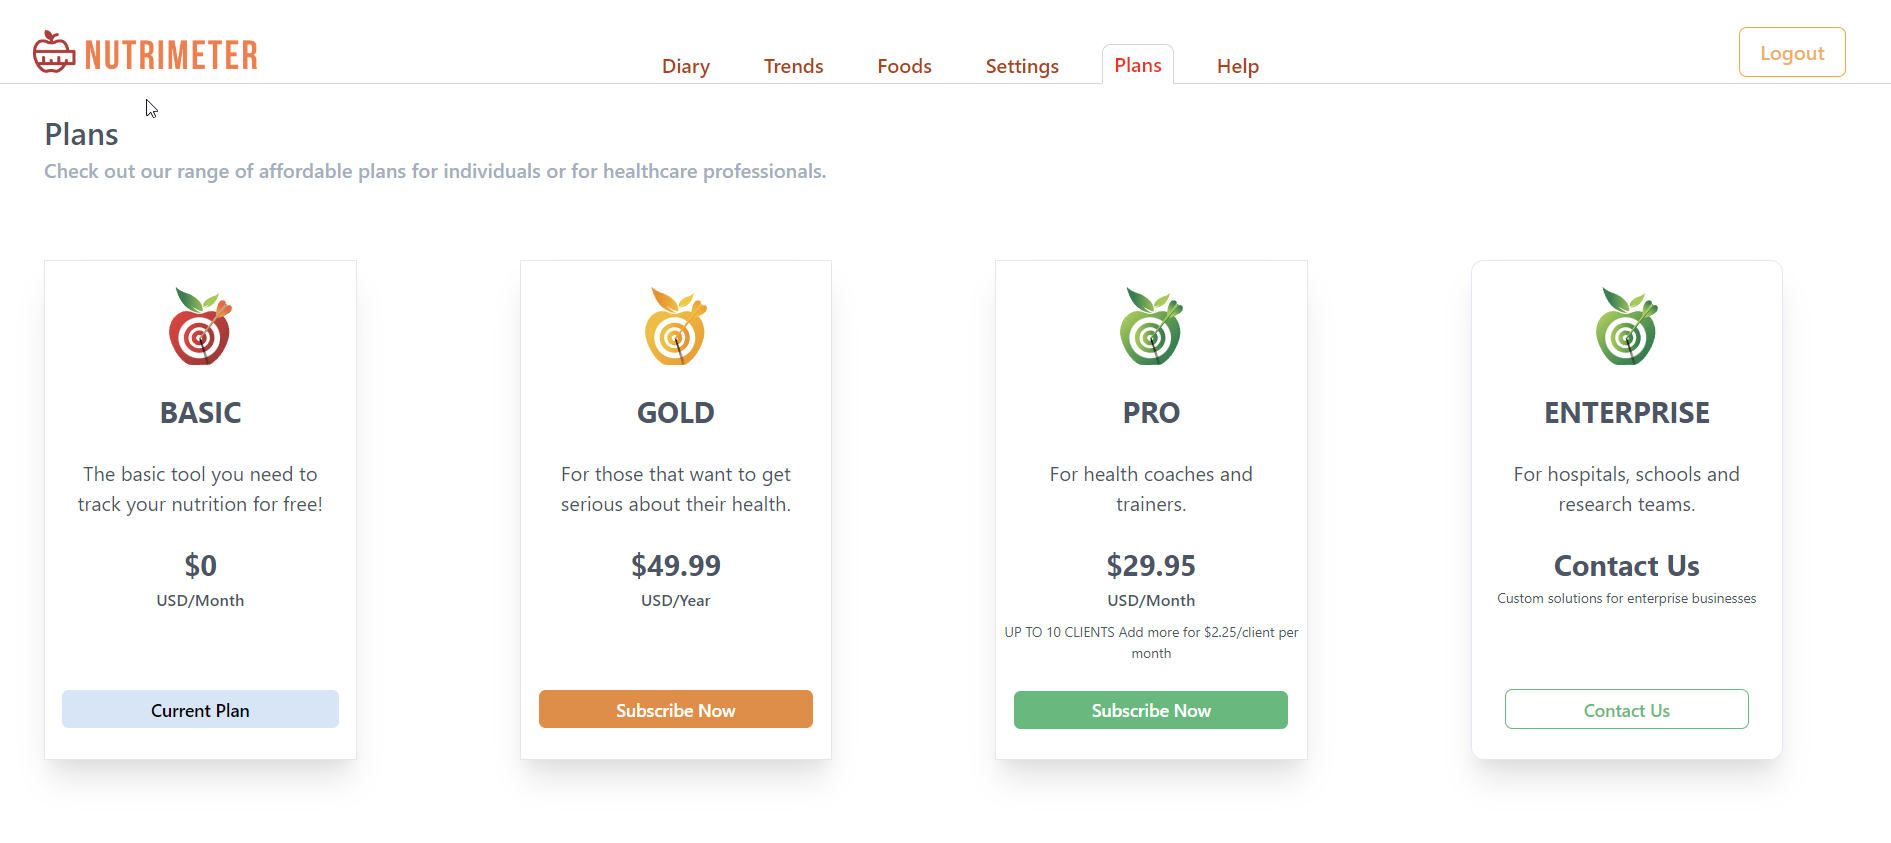 NUTRIMETER
Diary
Trends
Foods
Settings
Plans
Help
Logout
Plans
Check out our range of affordable plans for individuals or for healthcare professionals.
BASIC
The basic tool you need to
track your nutrition for free!
$0
USD/Month
Current Plan
GOLD
For those that want to get
serious about their health.
$49.99
USD/Year
Subscribe Now
PRO
For health coaches and
trainers.
$29.95
USD/Month
UP TO 10 CLIENTS Add more for $2.25/client per
month
Subscribe Now
ENTERPRISE
For hospitals, schools and
research teams.
Contact Us
Custom solutions for enterprise businesses
Contact Us